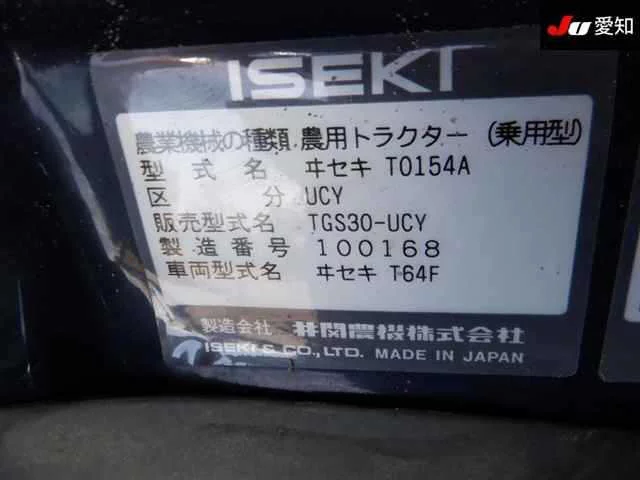 JU 愛知
ISEKI
農業機械の種類 農用トラクター (乗用型)
型式名 ヰセキ TO154A
区分 UCY
販売型式名 TGS30-UCY
製造番号 100168
車両型式名 ヰセキ T64F
製造会社 井関農機株式会社
ISEKI & CO., LTD. MADE IN JAPAN